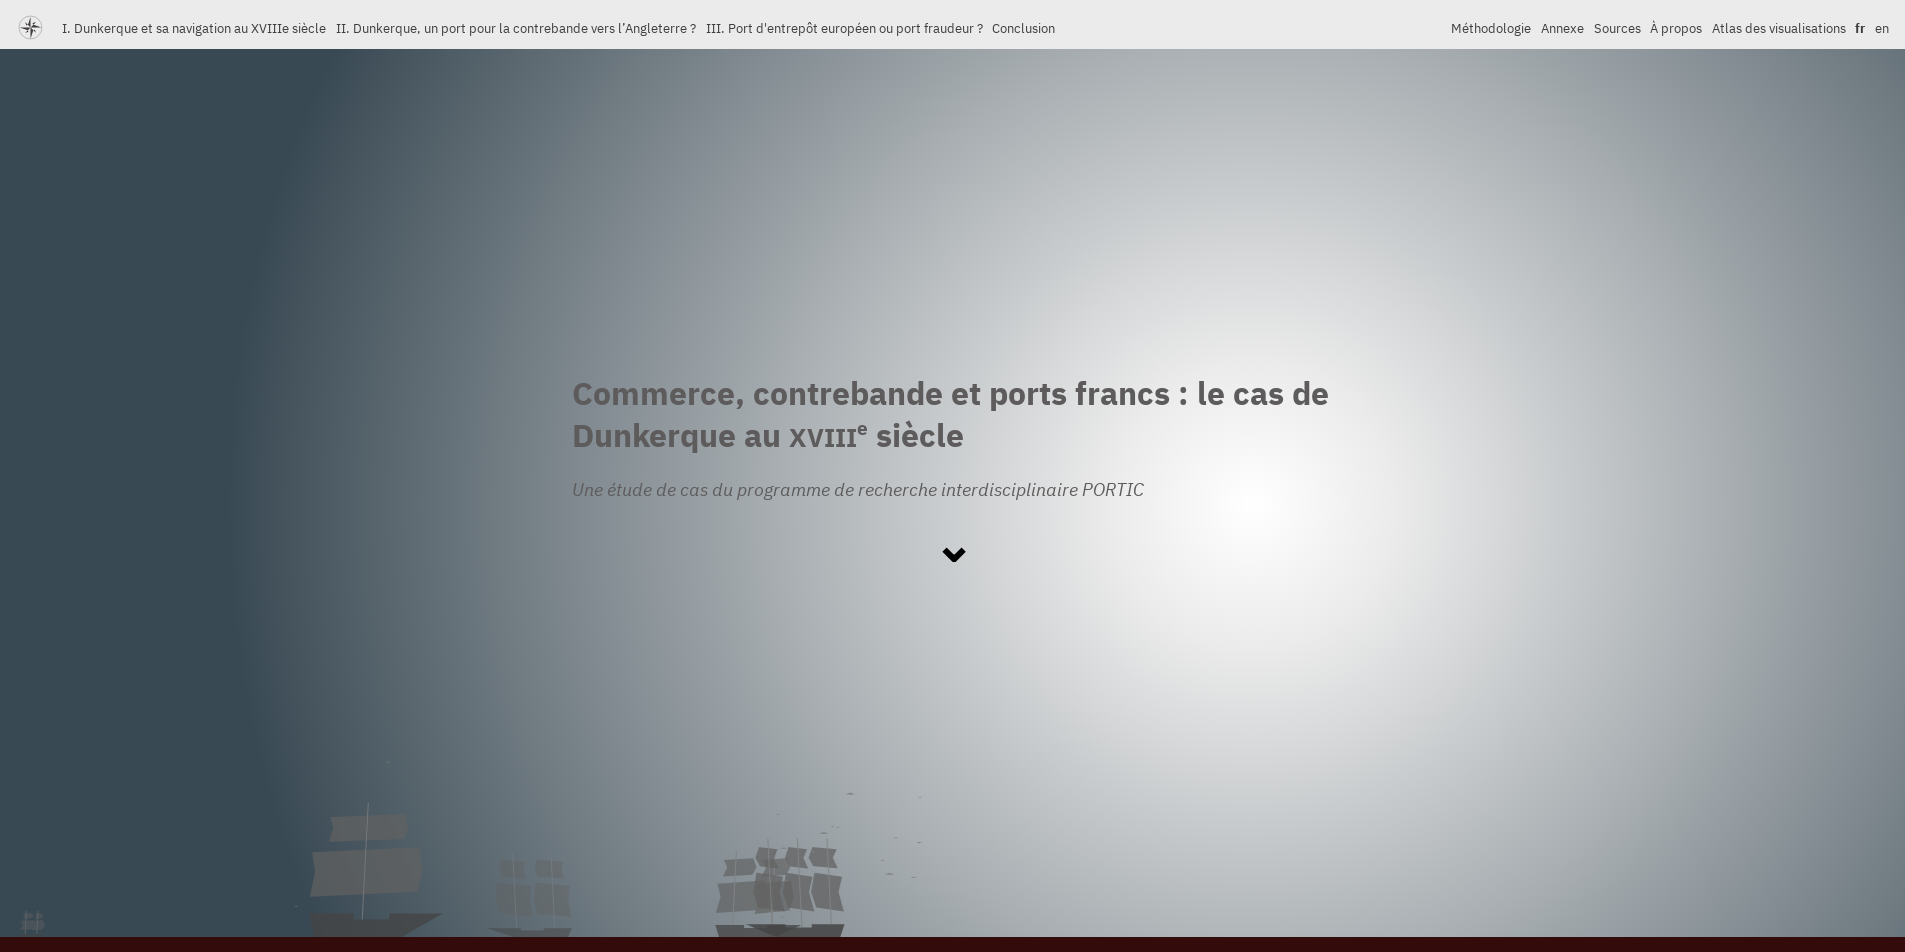 I. Dunkerque et sa navigation au XVIIIe siècle II. Dunkerque, un port pour la contrebande vers l’Angleterre ? III. Port d'entrepôt européen ou port fraudeur ? Conclusion Méthodologie Annexe Sources À propos Atlas des visualisations fr en
Commerce, contrebande et ports francs : le cas de
Dunkerque au XVIIIe siècle
Une étude de cas du programme de recherche interdisciplinaire PORTIC